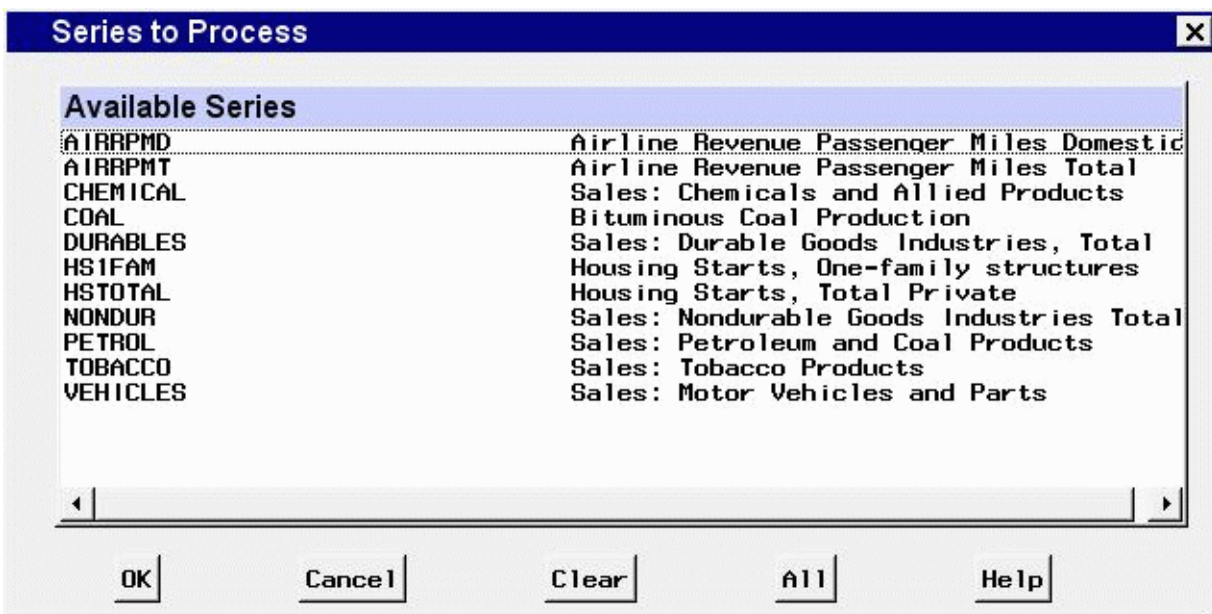 Series to Process
Available Series
AIRRPMD Airline Revenue Passenger Miles Domestic
AIRRPMT Airline Revenue Passenger Miles Total
CHEMICAL Sales: Chemicals and Allied Products
COAL Bituminous Coal Production
DURABLES Sales: Durable Goods Industries, Total
HS1FAM Housing Starts, One-family structures
HSTOTAL Housing Starts, Total Private
NONDUR Sales: Nondurable Goods Industries Total
PETROL Sales: Petroleum and Coal Products
TOBACCO Sales: Tobacco Products
VEHICLES Sales: Motor Vehicles and Parts
OK Cancel Clear All Help